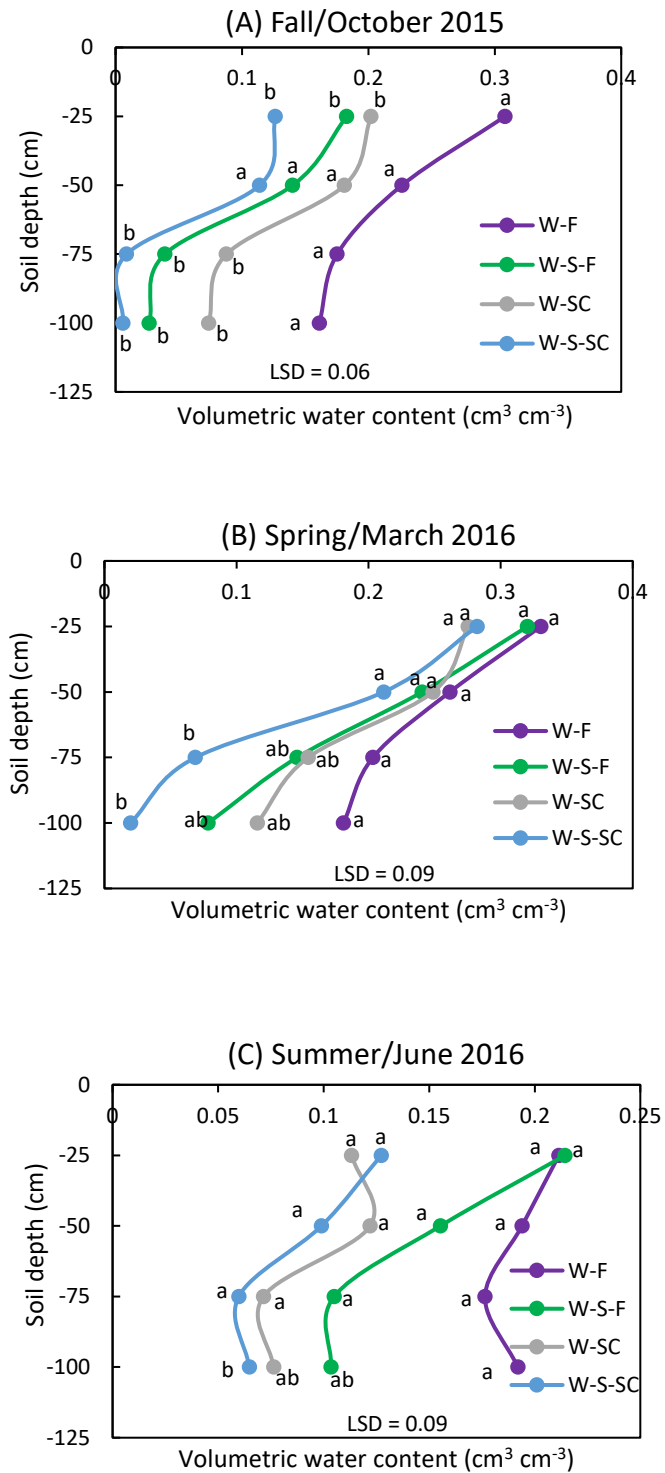 (A) Fall/October 2015
0 0.1 0.2 0.3 0.4
0
-25
-50
-75
-100
-125
Soil depth (cm)
b b b a
a a a a
b b b a
b b b a
W-F
W-S-F
W-SC
W-S-SC
LSD = 0.06
Volumetric water content (cm³ cm⁻³)
(B) Spring/March 2016
0 0.1 0.2 0.3 0.4
0
-25
-50
-75
-100
-125
Soil depth (cm)
a a a a
a a a a
b ab ab a
b ab ab a
W-F
W-S-F
W-SC
W-S-SC
LSD = 0.09
Volumetric water content (cm³ cm⁻³)
(C) Summer/June 2016
0 0.05 0.1 0.15 0.2 0.25
0
-25
-50
-75
-100
-125
Soil depth (cm)
a a a a
a a a a
a a a a
b ab ab a
W-F
W-S-F
W-SC
W-S-SC
LSD = 0.09
Volumetric water content (cm³ cm⁻³)